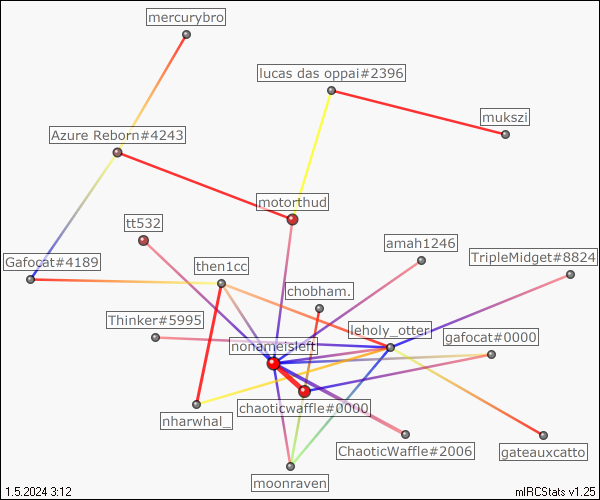 mercurybro
lucas das oppai#2396
mukszi
Azure Reborn#4243
motorthud
tt532
amah1246
Gafocat#4189
then1cc
TripleMidget#8824
chobham.
Thinker#5995
leholy_otter
gafocat#0000
nonameisleft
chaoticwaffle#0000
nharwhal_
ChaoticWaffle#2006
gateauxcatto
moonraven
1.5.2024 3:12
mIRCStats v1.25